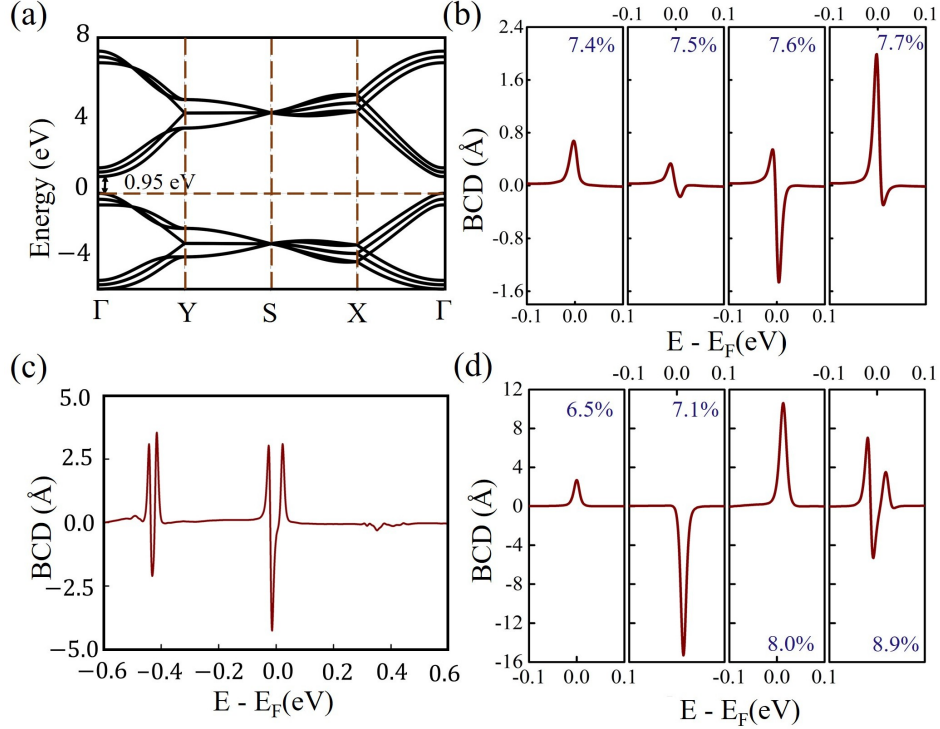 (a)
8
4
0
−4
Energy (eV)
0.95 eV
Γ Y S X Γ
(b)
-0.1 0.0 0.1 -0.1 0.0 0.1
2.4
1.6
0.8
0.0
-0.8
-1.6
BCD (Å)
7.4% 7.5% 7.6% 7.7%
-0.1 0.0 0.1 -0.1 0.0 0.1
E - E_F(eV)
(c)
5.0
2.5
0.0
−2.5
−5.0
BCD (Å)
−0.6 −0.4 −0.2 0.0 0.2 0.4 0.6
E - E_F(eV)
(d)
-0.1 0.0 0.1 -0.1 0.0 0.1
12
8
4
0
-4
-8
-12
-16
BCD (Å)
6.5% 7.1%
8.0% 8.9%
-0.1 0.0 0.1 -0.1 0.0 0.1
E - E_F(eV)